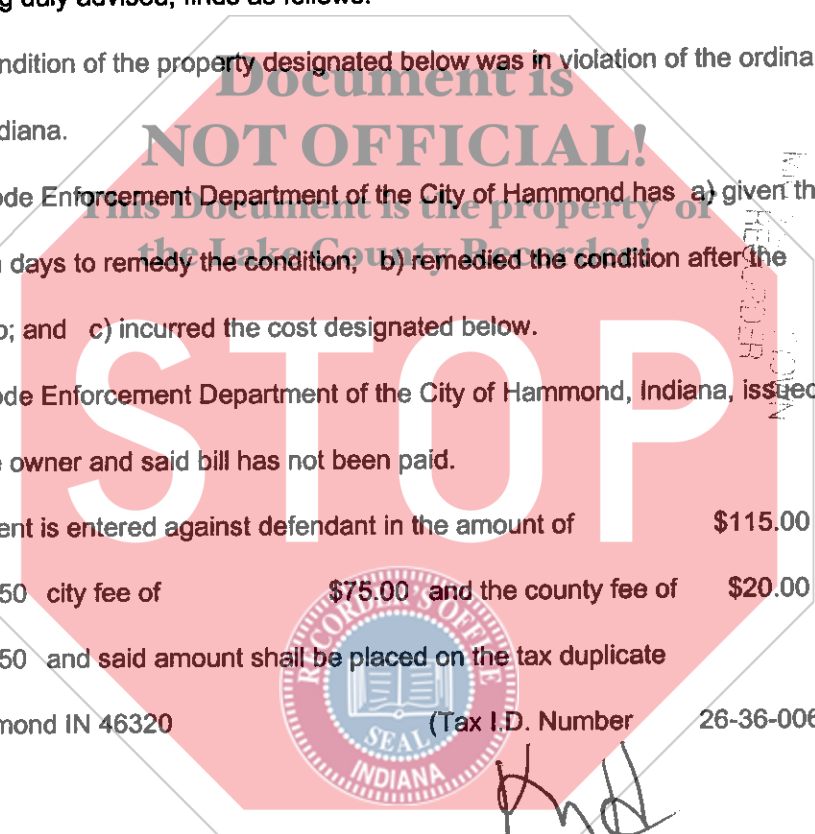 g duly advised, finds as follows:
ndition of the property designated below was in violation of the ordina
Document is
diana.
NOT OFFICIAL!
ode Enforcement Department of the City of Hammond has a) given th
This Document is the property of
the Lake County Recorder!
days to remedy the condition; b) remedied the condition after the
RECORDER
o; and c) incurred the cost designated below.
ode Enforcement Department of the City of Hammond, Indiana, issued
STOP
e owner and said bill has not been paid.
ent is entered against defendant in the amount of $115.00
50 city fee of $75.00 and the county fee of $20.00
RECORDER'S OFFICE
50 and said amount shall be placed on the tax duplicate
mond IN 46320 (Tax I.D. Number 26-36-006
SEAL
INDIANA